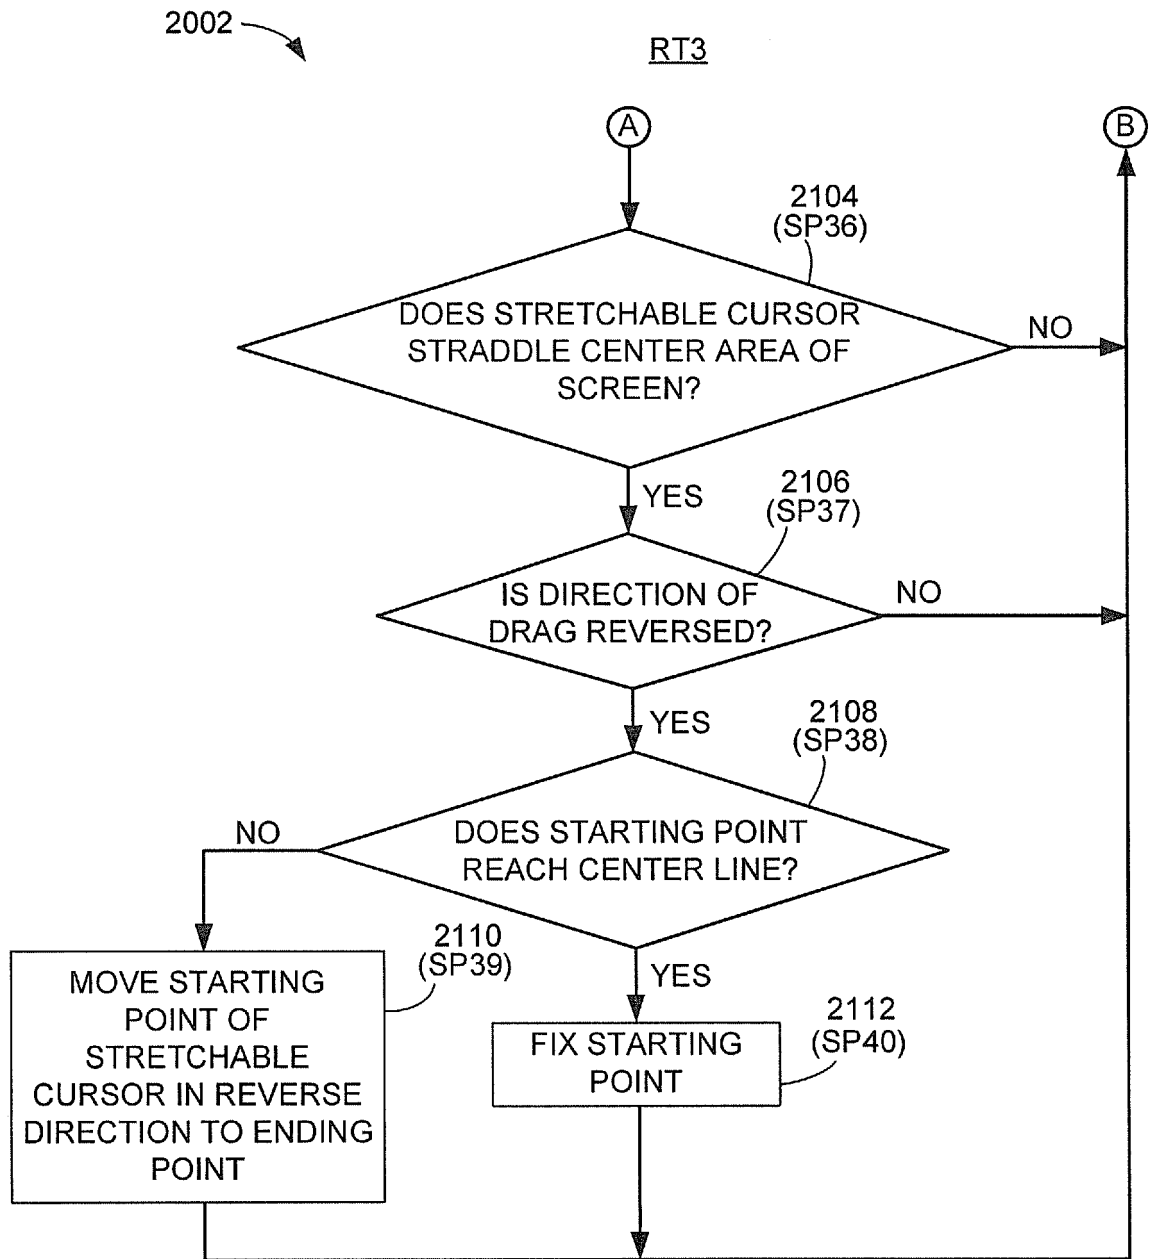 2002
RT3
A
B
2104
(SP36)
DOES STRETCHABLE CURSOR
STRADDLE CENTER AREA OF
SCREEN?
NO
YES
2106
(SP37)
IS DIRECTION OF
DRAG REVERSED?
NO
YES
2108
(SP38)
DOES STARTING POINT
REACH CENTER LINE?
NO
YES
2110
(SP39)
MOVE STARTING
POINT OF
STRETCHABLE
CURSOR IN REVERSE
DIRECTION TO ENDING
POINT
2112
(SP40)
FIX STARTING
POINT